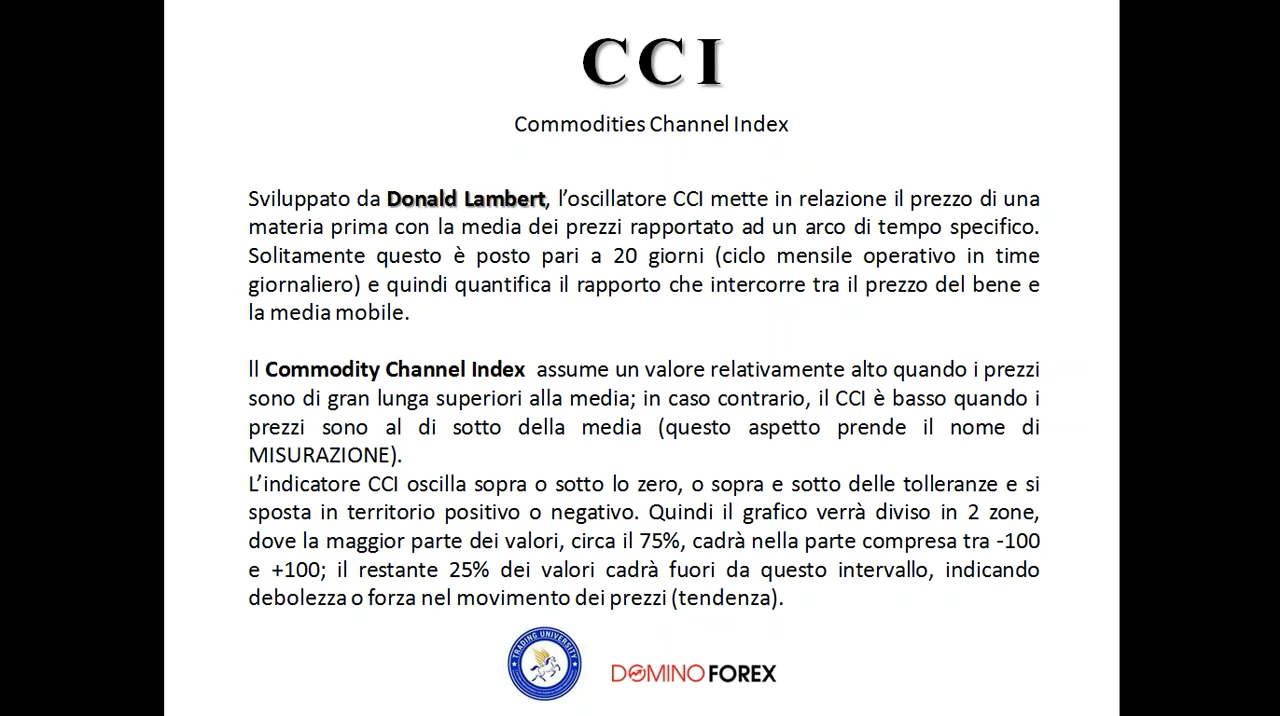 CCI
Commodities Channel Index
Sviluppato da Donald Lambert, l’oscillatore CCI mette in relazione il prezzo di una
materia prima con la media dei prezzi rapportato ad un arco di tempo specifico.
Solitamente questo è posto pari a 20 giorni (ciclo mensile operativo in time
giornaliero) e quindi quantifica il rapporto che intercorre tra il prezzo del bene e
la media mobile.
ll Commodity Channel Index assume un valore relativamente alto quando i prezzi
sono di gran lunga superiori alla media; in caso contrario, il CCI è basso quando i
prezzi sono al di sotto della media (questo aspetto prende il nome di
MISURAZIONE).
L’indicatore CCI oscilla sopra o sotto lo zero, o sopra e sotto delle tolleranze e si
sposta in territorio positivo o negativo. Quindi il grafico verrà diviso in 2 zone,
dove la maggior parte dei valori, circa il 75%, cadrà nella parte compresa tra -100
e +100; il restante 25% dei valori cadrà fuori da questo intervallo, indicando
debolezza o forza nel movimento dei prezzi (tendenza).
TRADING UNIVERSITY
DOMINO FOREX